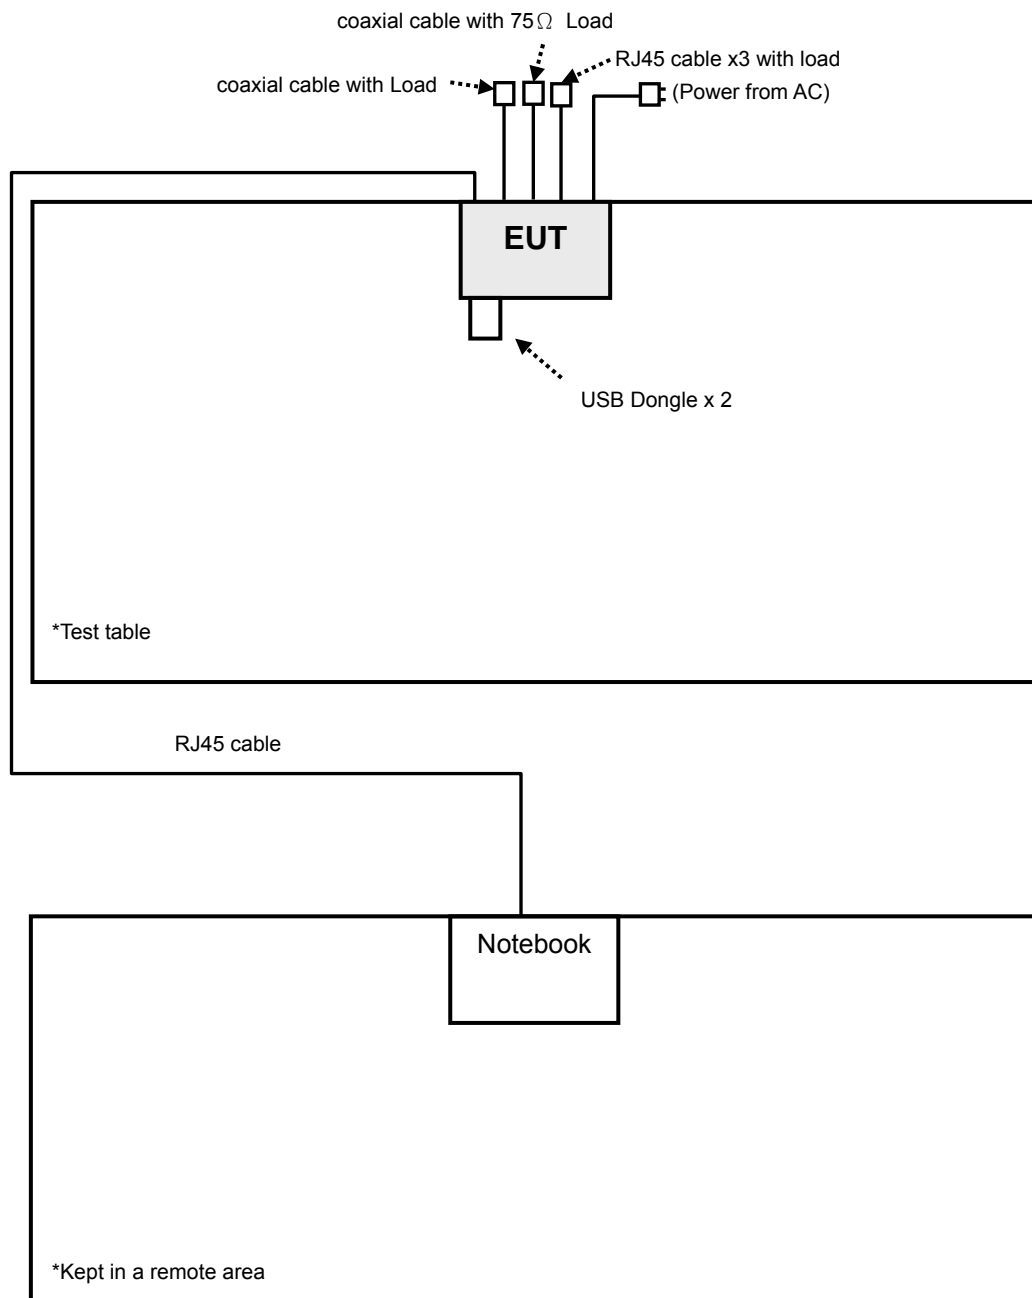 coaxial cable with 75Ω Load
RJ45 cable x3 with load
coaxial cable with Load
(Power from AC)
EUT
USB Dongle x 2
*Test table
RJ45 cable
Notebook
*Kept in a remote area